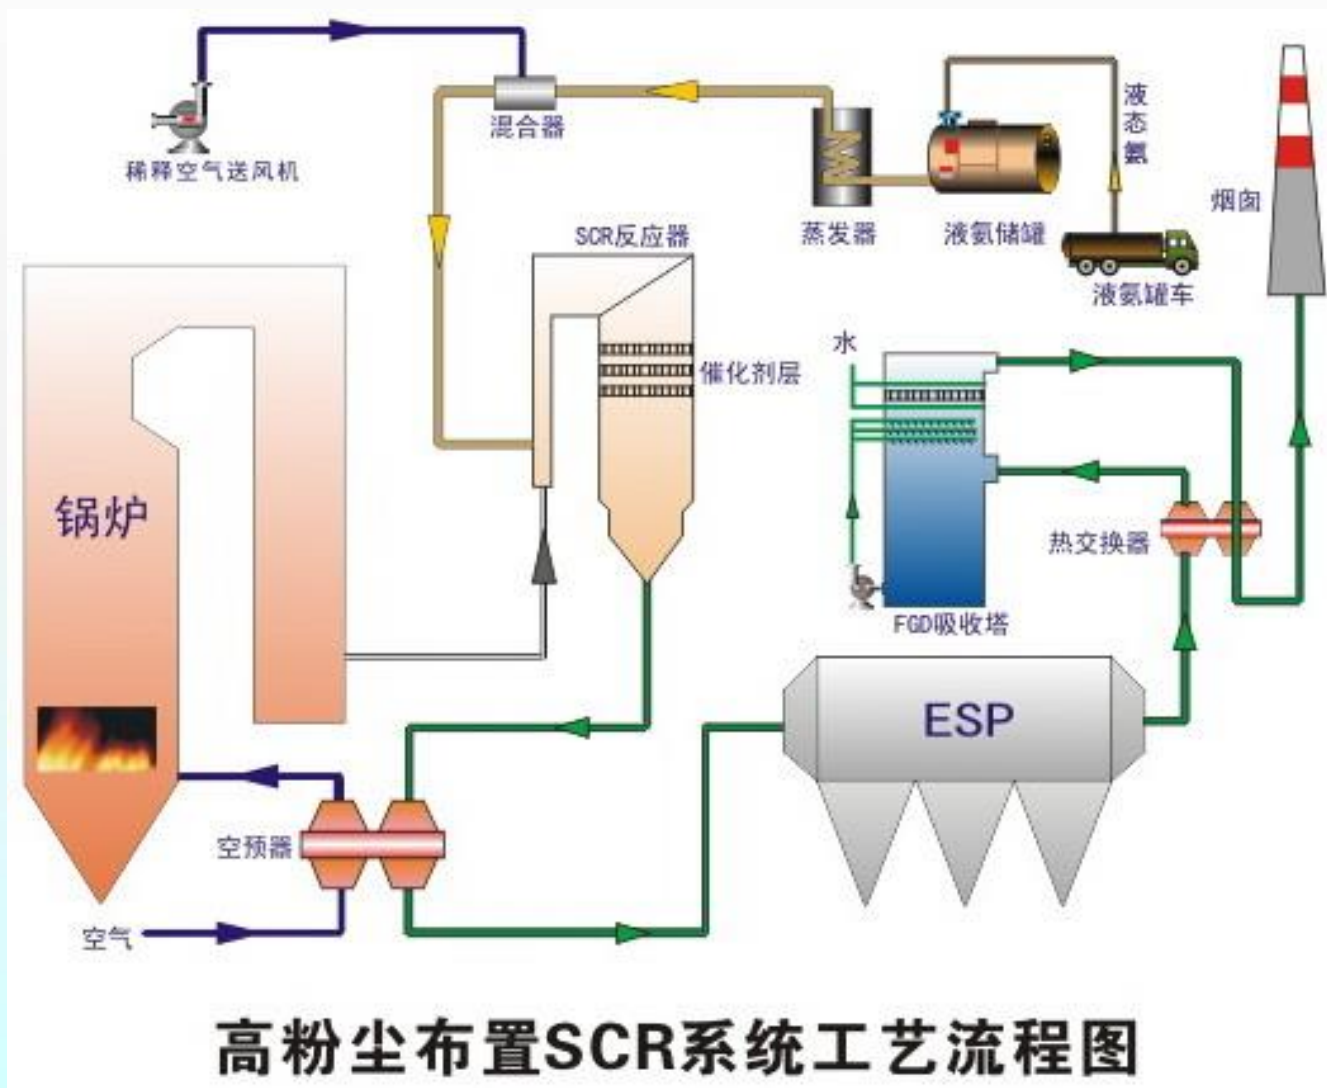 混合器
稀释空气送风机
液态氨
蒸发器
液氨储罐
液氨罐车
烟囱
SCR反应器
催化剂层
水
锅炉
热交换器
FGD吸收塔
ESP
空预器
空气
高粉尘布置SCR系统工艺流程图